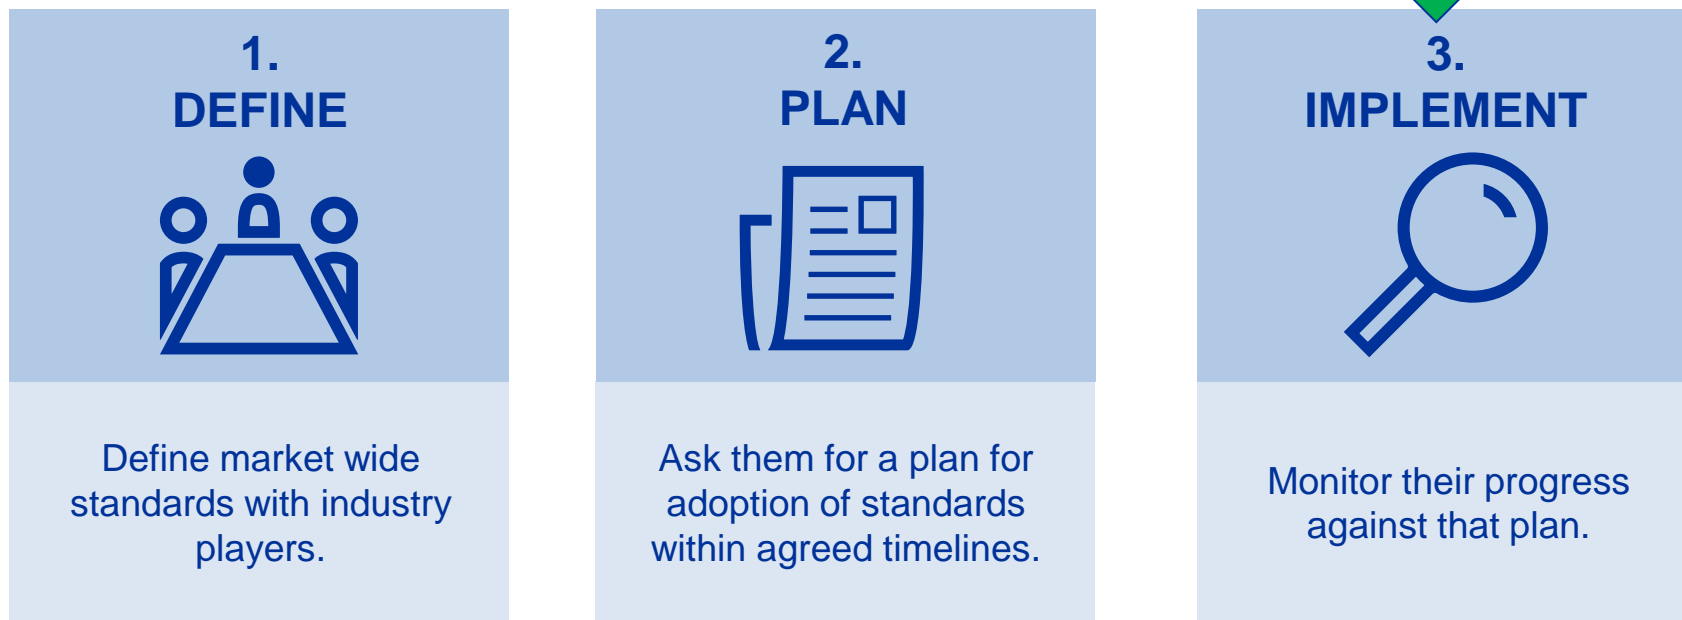 1.
DEFINE
Define market wide
standards with industry
players.
2.
PLAN
Ask them for a plan for
adoption of standards
within agreed timelines.
3.
IMPLEMENT
Monitor their progress
against that plan.